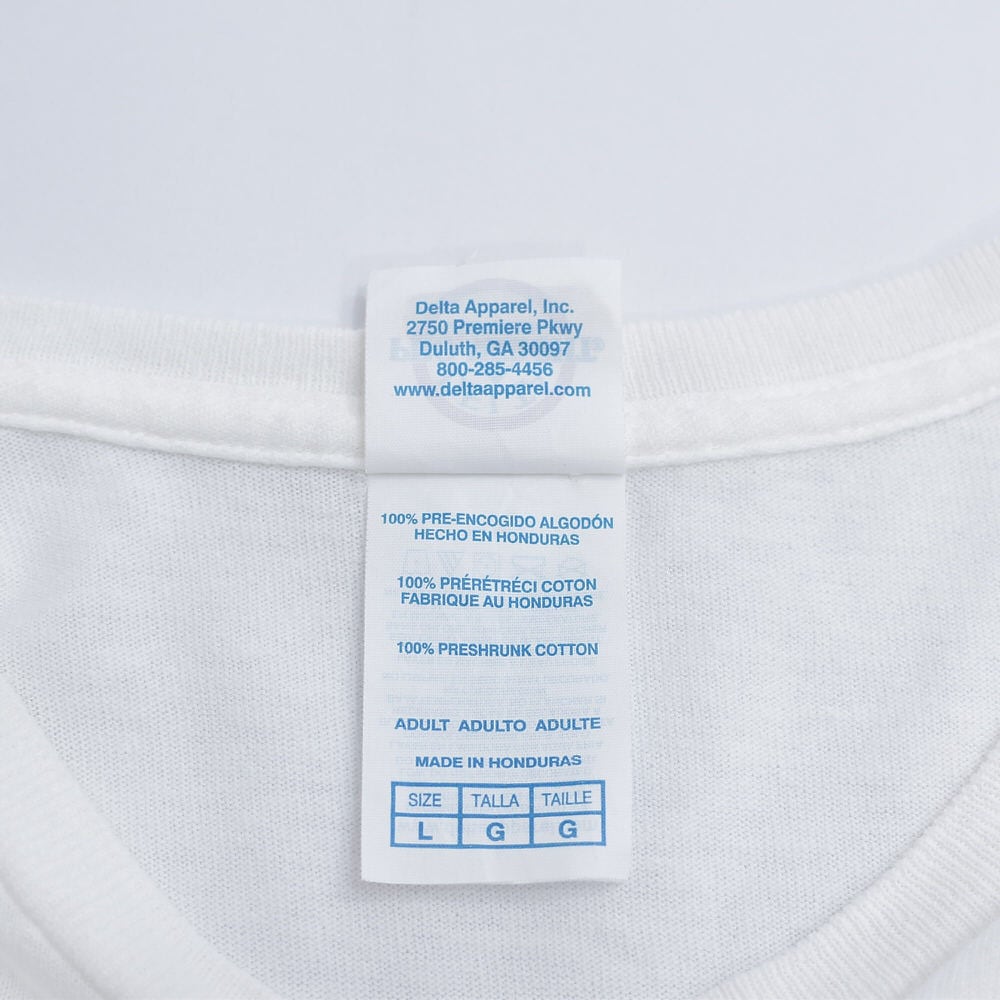 Delta Apparel, Inc.
2750 Premiere Pkwy
Duluth, GA 30097
800-285-4456
www.deltaapparel.com
100% PRE-ENCOGIDO ALGODÓN
HECHO EN HONDURAS
100% PRÉRÉTRÉCI COTON
FABRIQUE AU HONDURAS
100% PRESHRUNK COTTON
ADULT ADULTO ADULTE
MADE IN HONDURAS
SIZE TALLA TAILLE
L G G